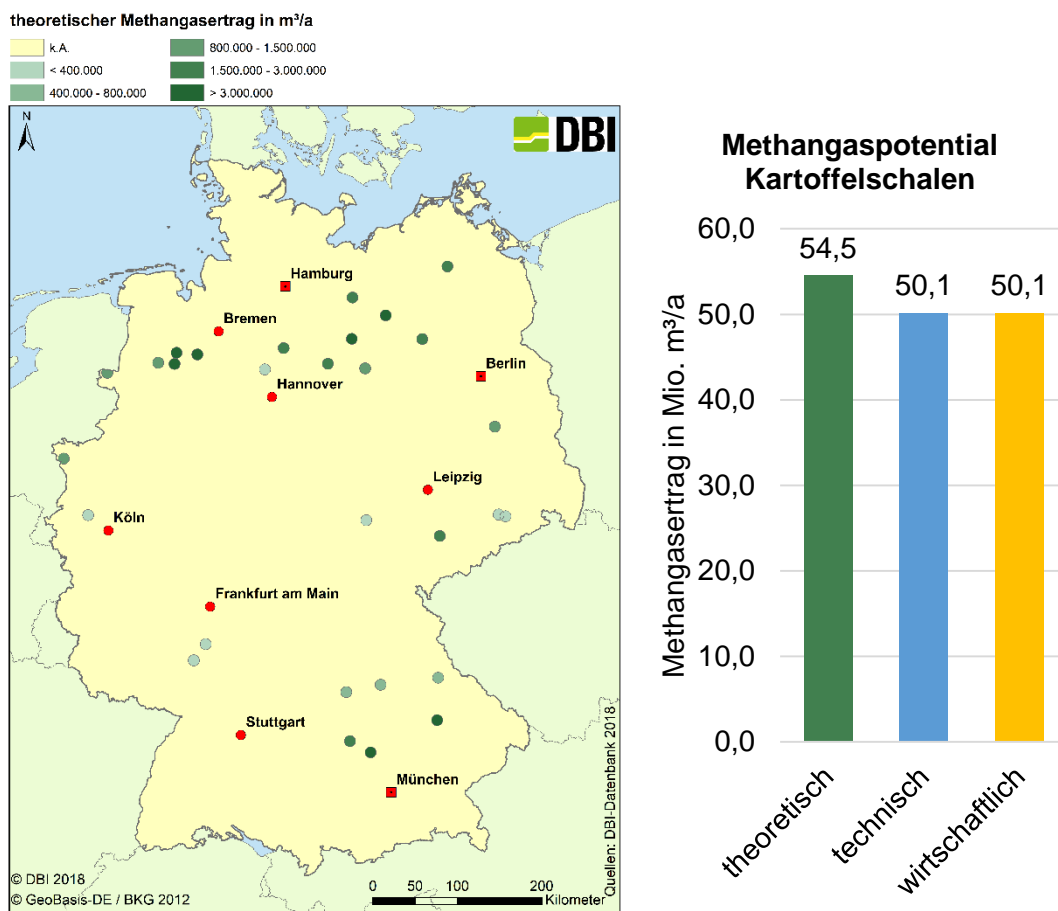 theoretischer Methangasertrag in m³/a
k.A.
< 400.000
400.000 - 800.000
800.000 - 1.500.000
1.500.000 - 3.000.000
> 3.000.000
N
DBI
Hamburg
Bremen
Berlin
Hannover
Leipzig
Köln
Frankfurt am Main
Stuttgart
München
Quellen: DBI-Datenbank 2018
© DBI 2018
© GeoBasis-DE / BKG 2012
0 50 100 200
Kilometer
Methangaspotential
Kartoffelschalen
Methangasertrag in Mio. m³/a
60,0
50,0
40,0
30,0
20,0
10,0
0,0
54,5
50,1
50,1
theoretisch
technisch
wirtschaftlich